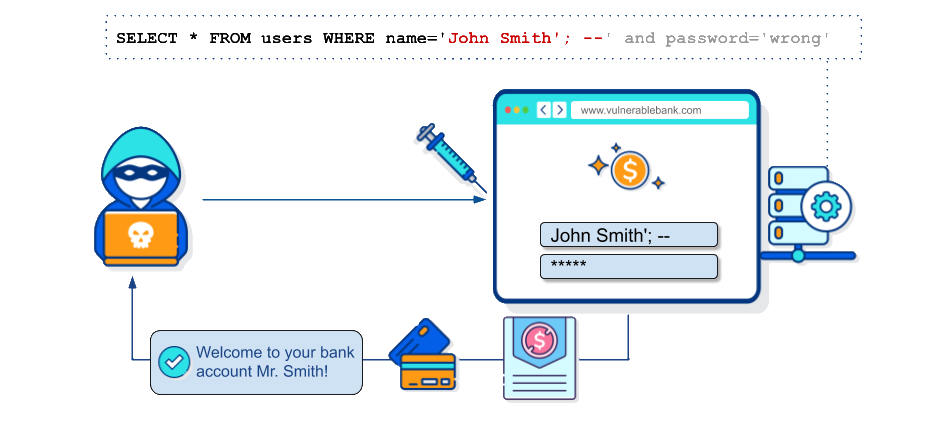 SELECT * FROM users WHERE name='John Smith'; --' and password='wrong'
www.vulnerablebank.com
$
John Smith'; --
*****
$
Welcome to your bank
account Mr. Smith!